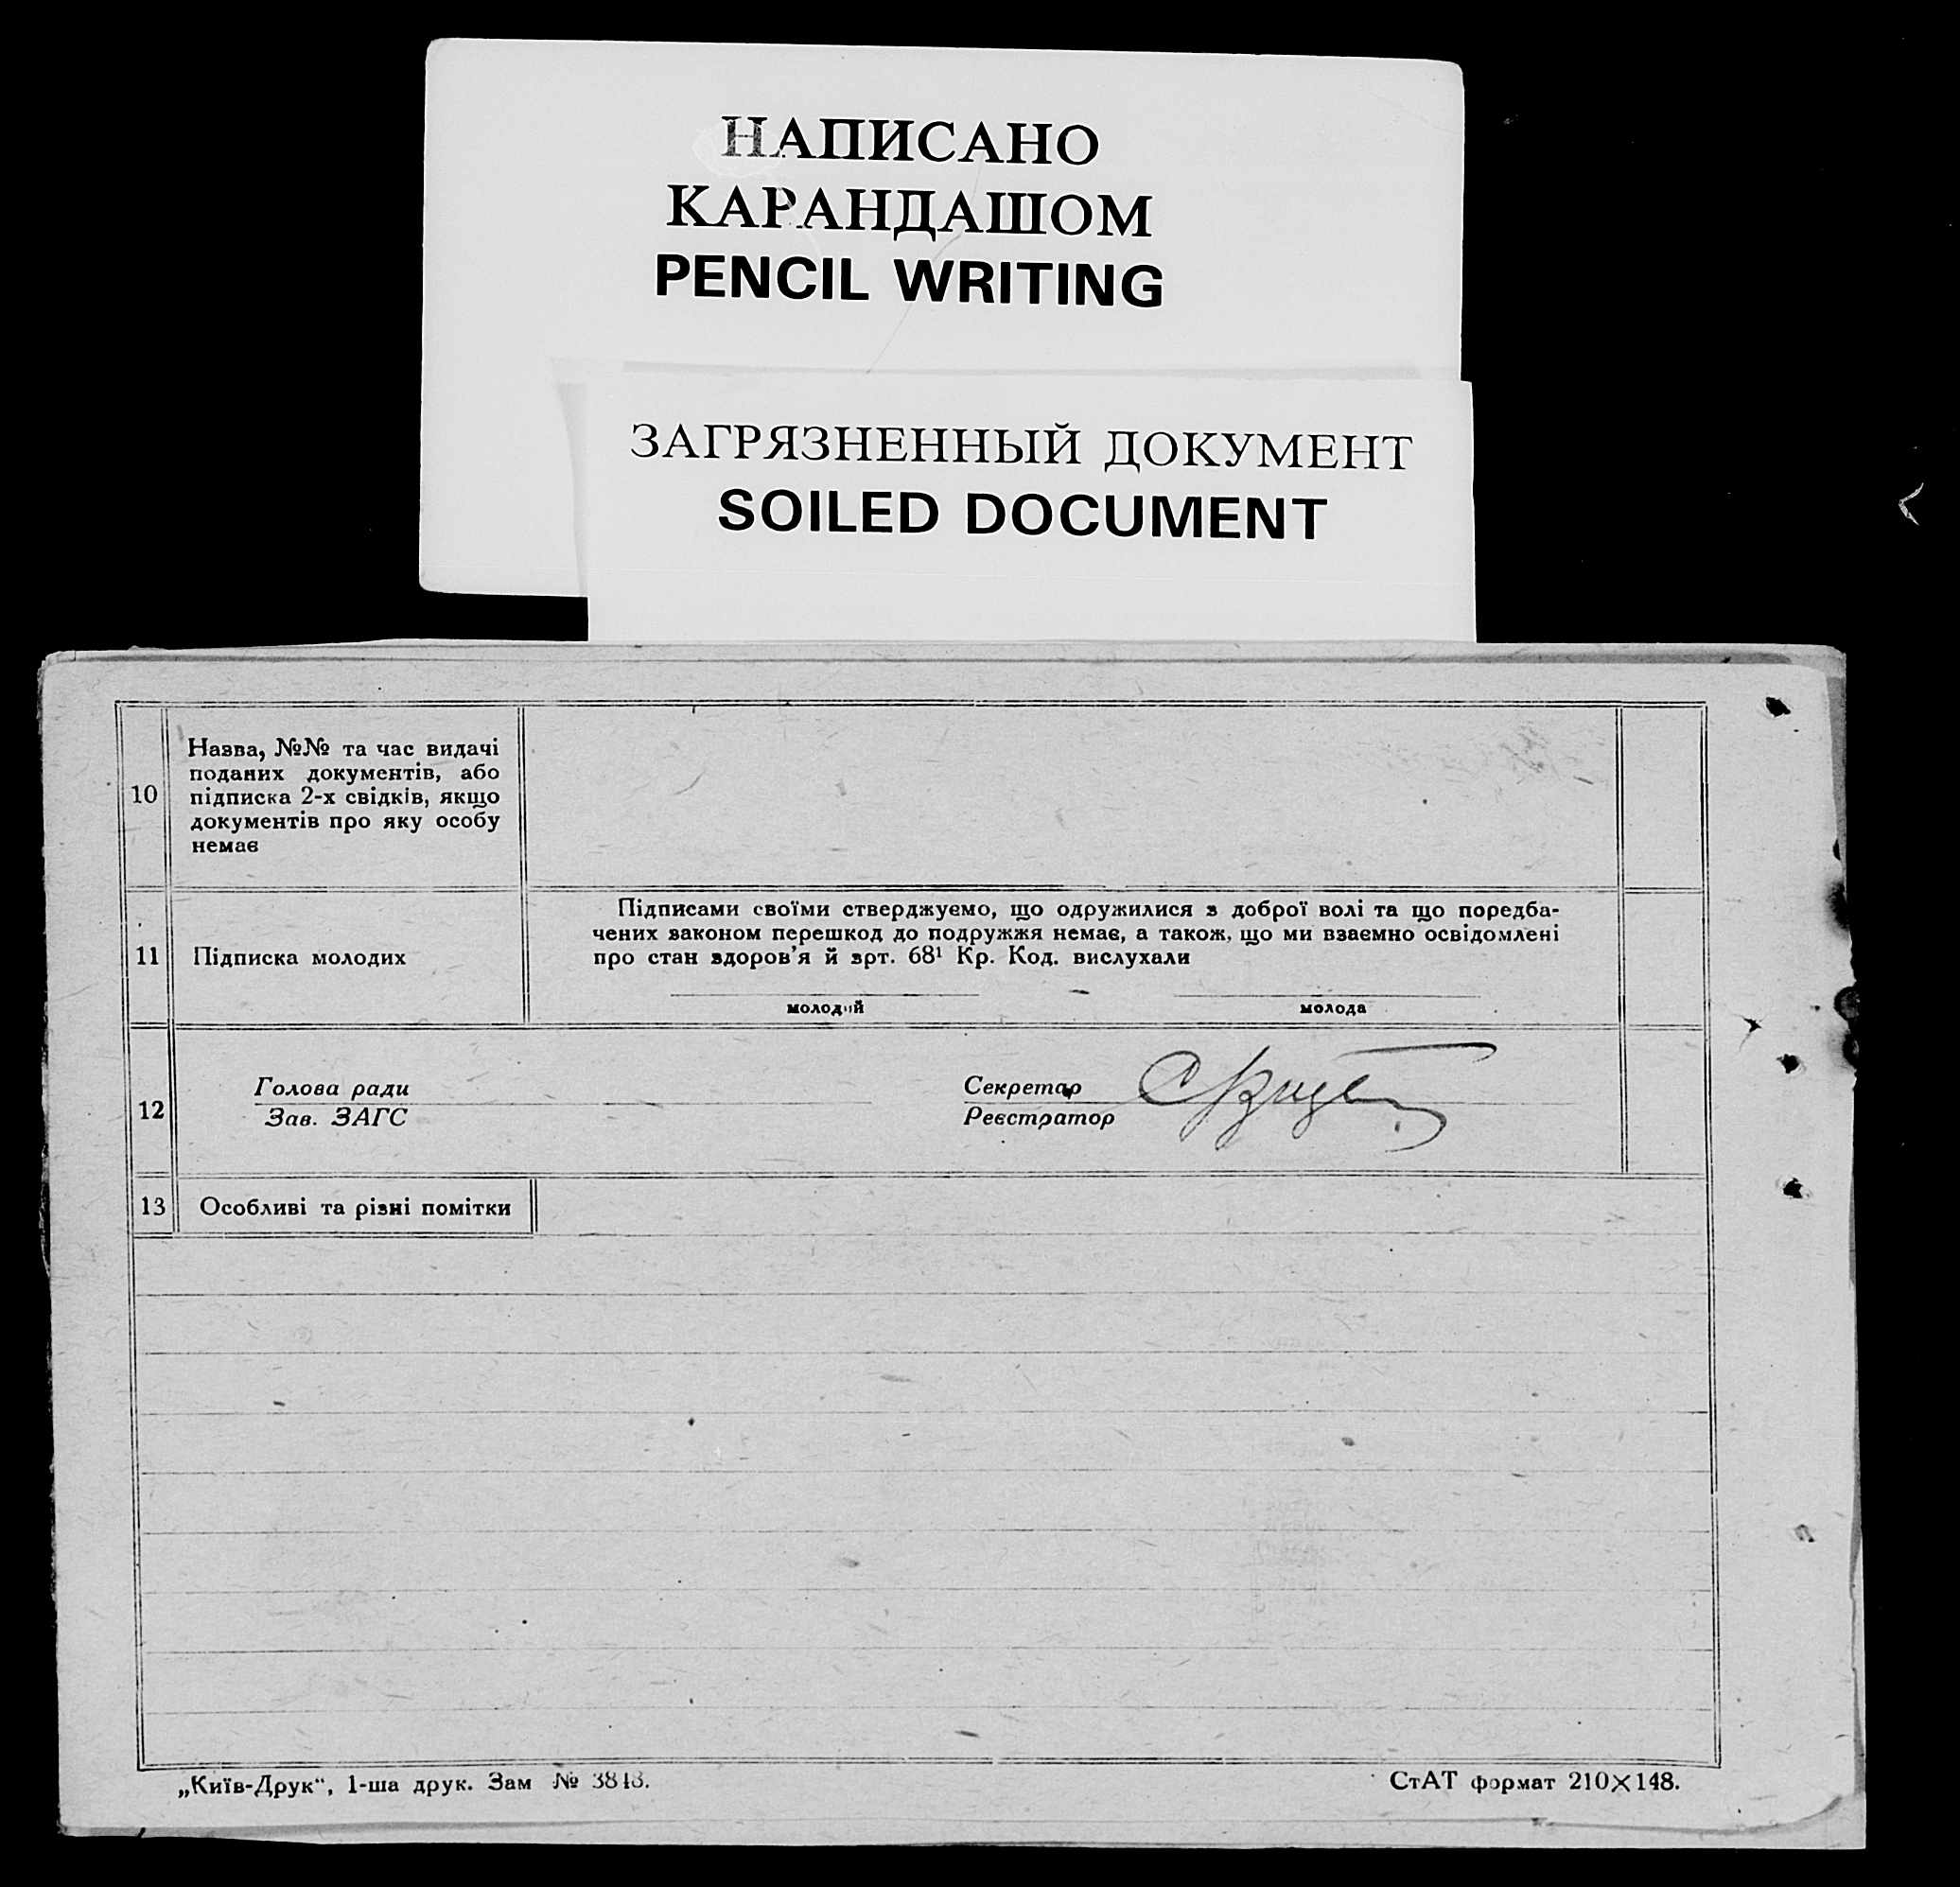 НАПИСАНО
КАРАНДАШОМ
PENCIL WRITING
ЗАГРЯЗНЕННЫЙ ДОКУМЕНТ
SOILED DOCUMENT
10
Назва, №№ та час видачі
поданих документів, або
підписка 2-х свідків, якщо
документів про яку особу
немає
11
Підписка молодих
Підписами своїми стверджуємо, що одружилися з доброї волі та що поредба-
чених законом перешкод до подружжя немає, а також, що ми взаємно освідомлені
про стан здоров'я й зрт. 68¹ Кр. Код. вислухали
молодий молода
12
Голова ради
Зав. ЗАГС
Секретар
Реєстратор
13 Особливі та різні помітки
„Київ-Друк“, 1-ша друк. Зам № СтАТ формат 210×148.